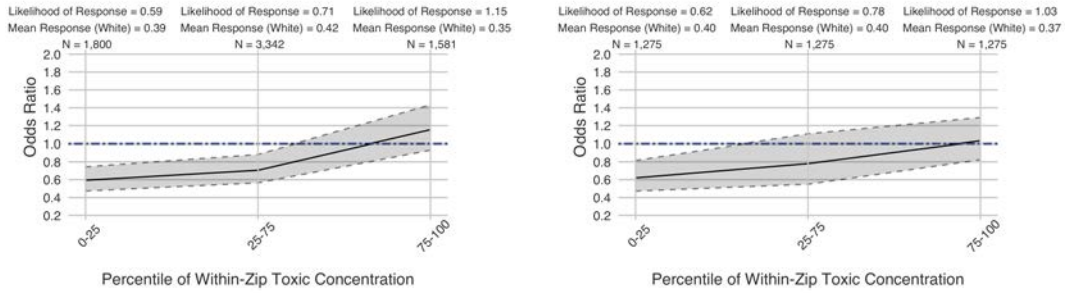 Likelihood of Response = 0.59 Likelihood of Response = 0.71 Likelihood of Response = 1.15
Mean Response (White) = 0.39 Mean Response (White) = 0.42 Mean Response (White) = 0.35
N = 1,800 N = 3,342 N = 1,581
2.0
1.8
1.6
1.4
1.2
1.0
0.8
0.6
0.4
0.2
Odds Ratio
0-25 25-75 75-100
Percentile of Within-Zip Toxic Concentration
Likelihood of Response = 0.62 Likelihood of Response = 0.78 Likelihood of Response = 1.03
Mean Response (White) = 0.40 Mean Response (White) = 0.40 Mean Response (White) = 0.37
N = 1,275 N = 1,275 N = 1,275
2.0
1.8
1.6
1.4
1.2
1.0
0.8
0.6
0.4
0.2
Odds Ratio
0-25 25-75 75-100
Percentile of Within-Zip Toxic Concentration